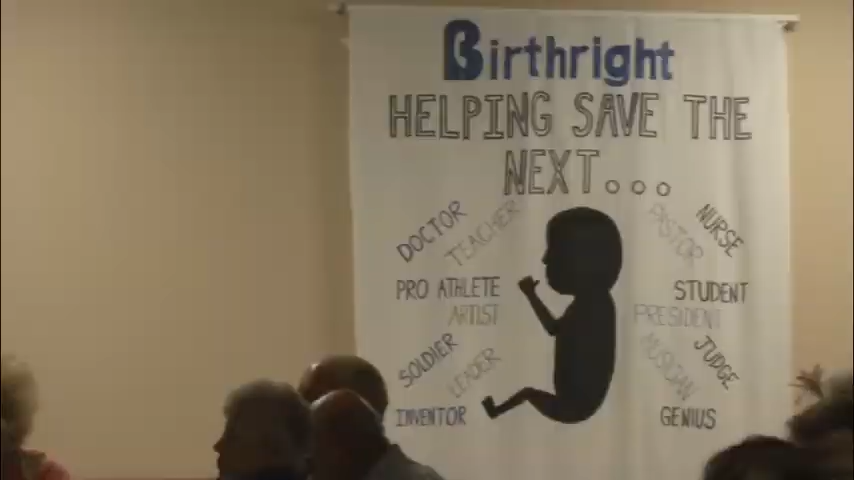 Birthright
HELPING SAVE THE
NEXT...
DOCTOR
TEACHER
PASTOR
NURSE
PRO ATHLETE
STUDENT
ARTIST
PRESIDENT
SOLDIER
LEADER
MUSICIAN
JUDGE
INVENTOR
GENIUS